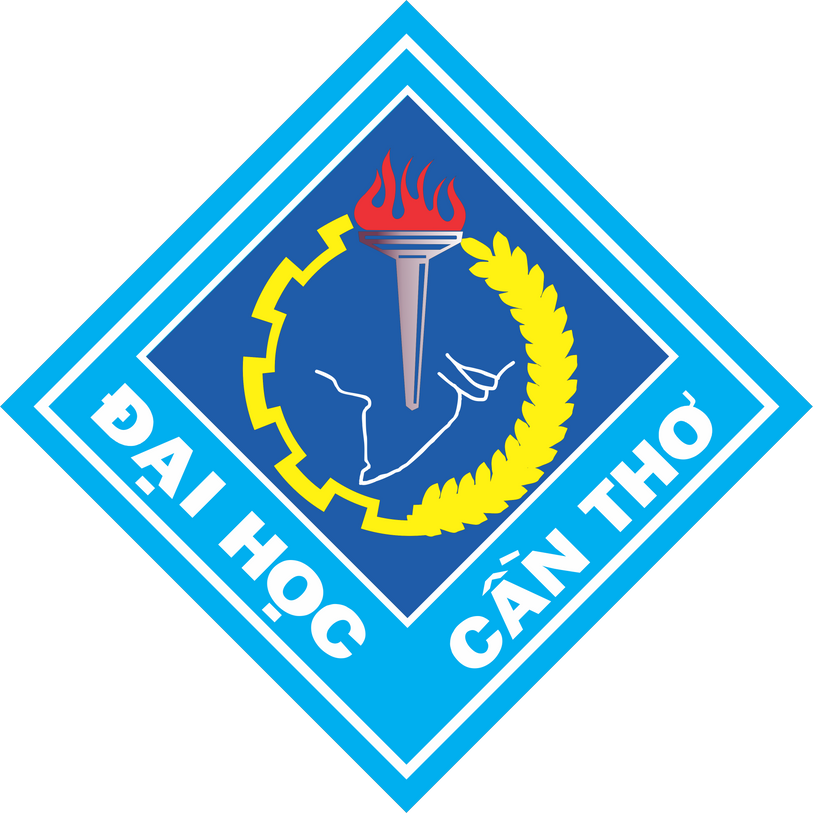 ĐẠI HỌC
CẦN THƠ